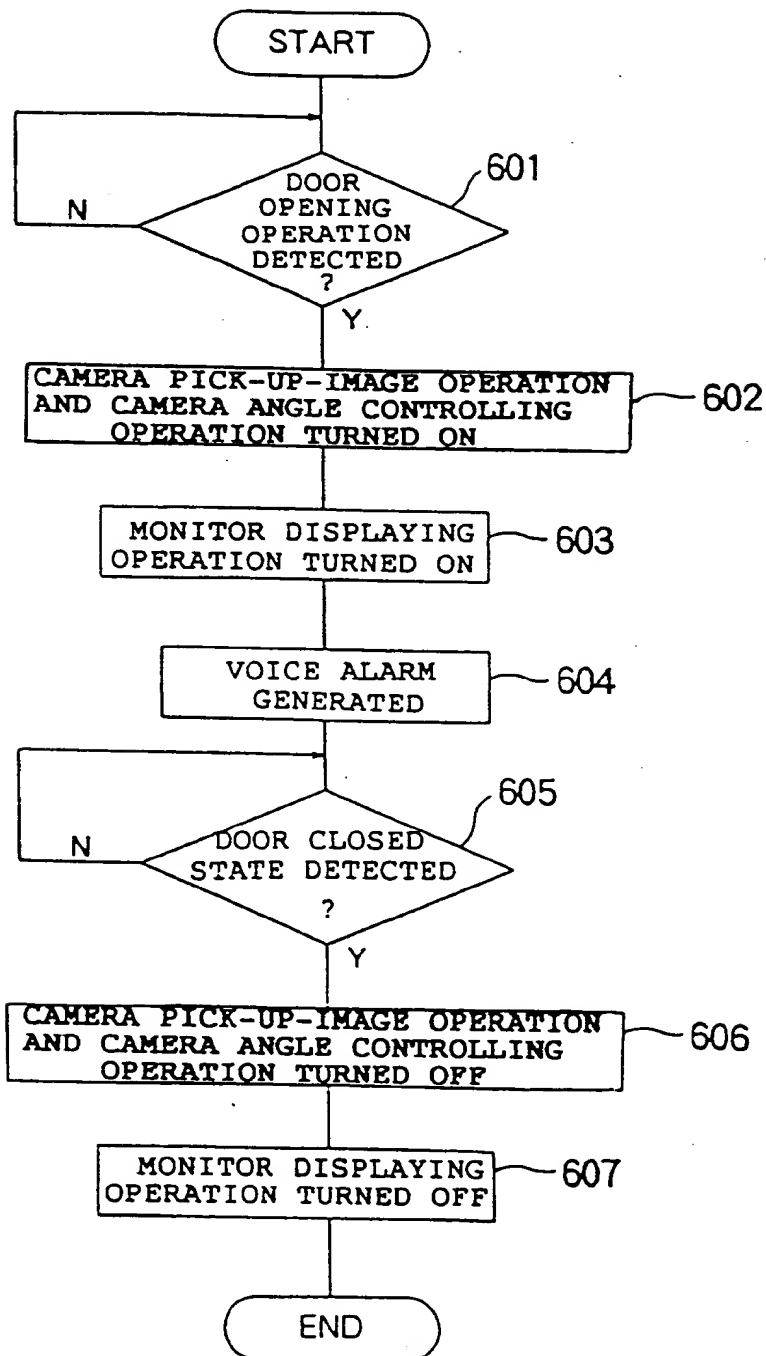 START
601
DOOR
OPENING
OPERATION
DETECTED
?
N
Y
CAMERA PICK-UP-IMAGE OPERATION
AND CAMERA ANGLE CONTROLLING
OPERATION TURNED ON
602
MONITOR DISPLAYING
OPERATION TURNED ON
603
VOICE ALARM
GENERATED
604
605
DOOR CLOSED
STATE DETECTED
?
N
Y
CAMERA PICK-UP-IMAGE OPERATION
AND CAMERA ANGLE CONTROLLING
OPERATION TURNED OFF
606
MONITOR DISPLAYING
OPERATION TURNED OFF
607
END